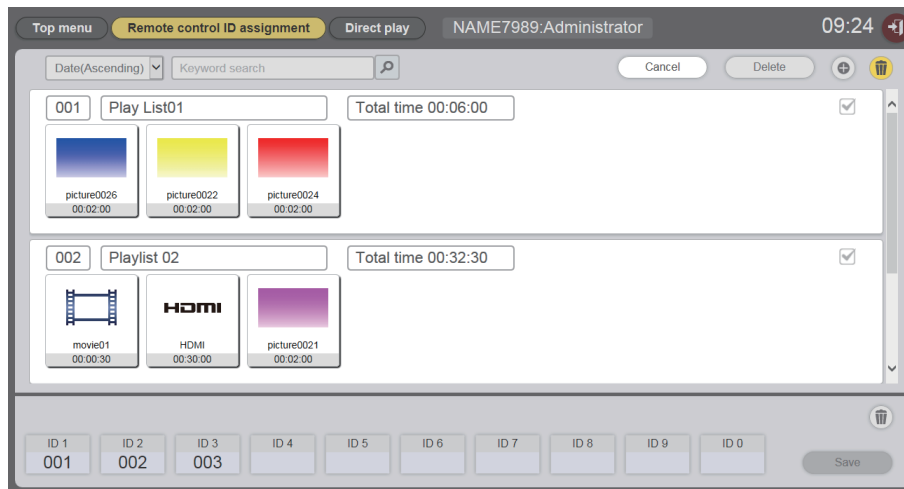 Top menu Remote control ID assignment Direct play NAME7989:Administrator 09:24
Date(Ascending) Keyword search Cancel Delete
001 Play List01 Total time 00:06:00
picture0026 picture0022 picture0024
00:02:00 00:02:00 00:02:00
002 Playlist 02 Total time 00:32:30
HDMI
movie01 HDMI picture0021
00:00:30 00:30:00 00:02:00
ID 1 ID 2 ID 3 ID 4 ID 5 ID 6 ID 7 ID 8 ID 9 ID 0
001 002 003 Save